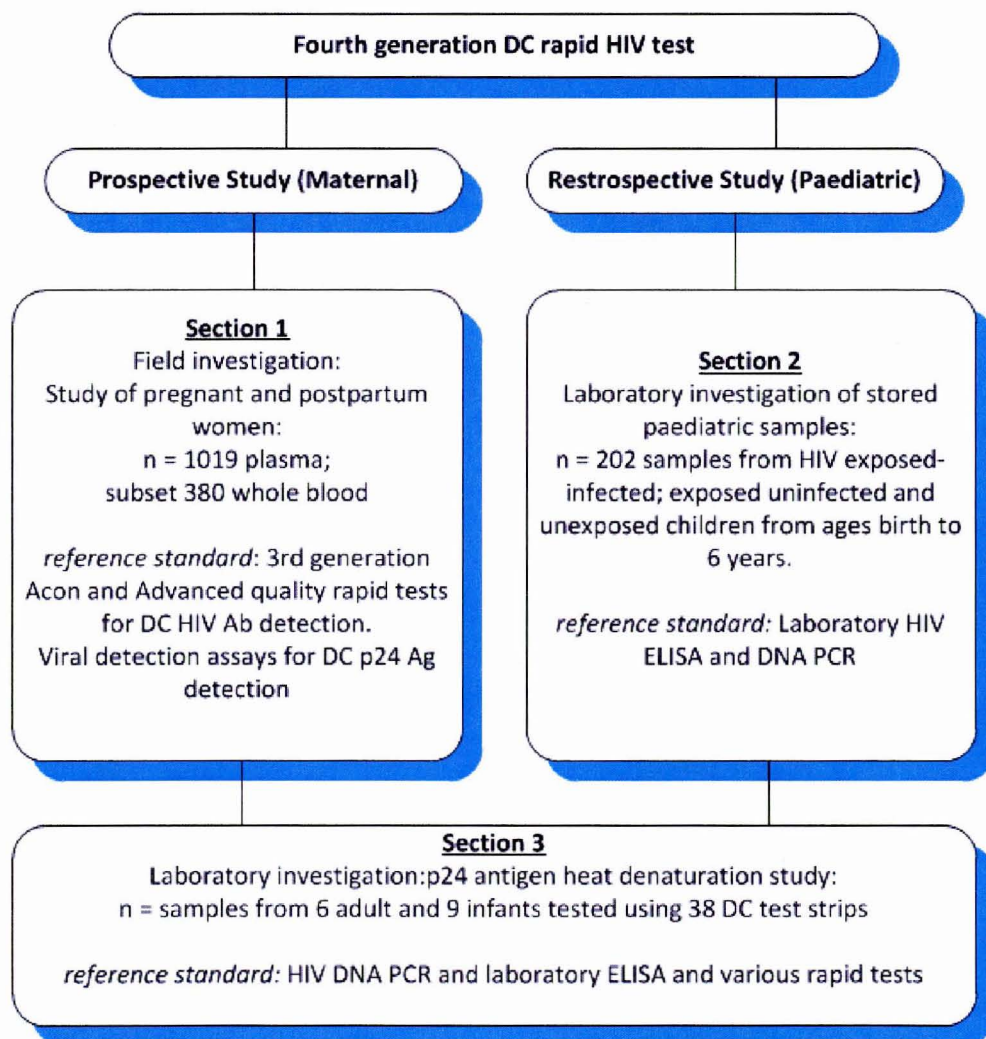 Fourth generation DC rapid HIV test
Prospective Study (Maternal)
Restrospective Study (Paediatric)
Section 1
Field investigation:
Study of pregnant and postpartum
women:
n = 1019 plasma;
subset 380 whole blood
reference standard: 3rd generation
Acon and Advanced quality rapid tests
for DC HIV Ab detection.
Viral detection assays for DC p24 Ag
detection
Section 2
Laboratory investigation of stored
paediatric samples:
n = 202 samples from HIV exposed-
infected; exposed uninfected and
unexposed children from ages birth to
6 years.
reference standard: Laboratory HIV
ELISA and DNA PCR
Section 3
Laboratory investigation:p24 antigen heat denaturation study:
n = samples from 6 adult and 9 infants tested using 38 DC test strips
reference standard: HIV DNA PCR and laboratory ELISA and various rapid tests